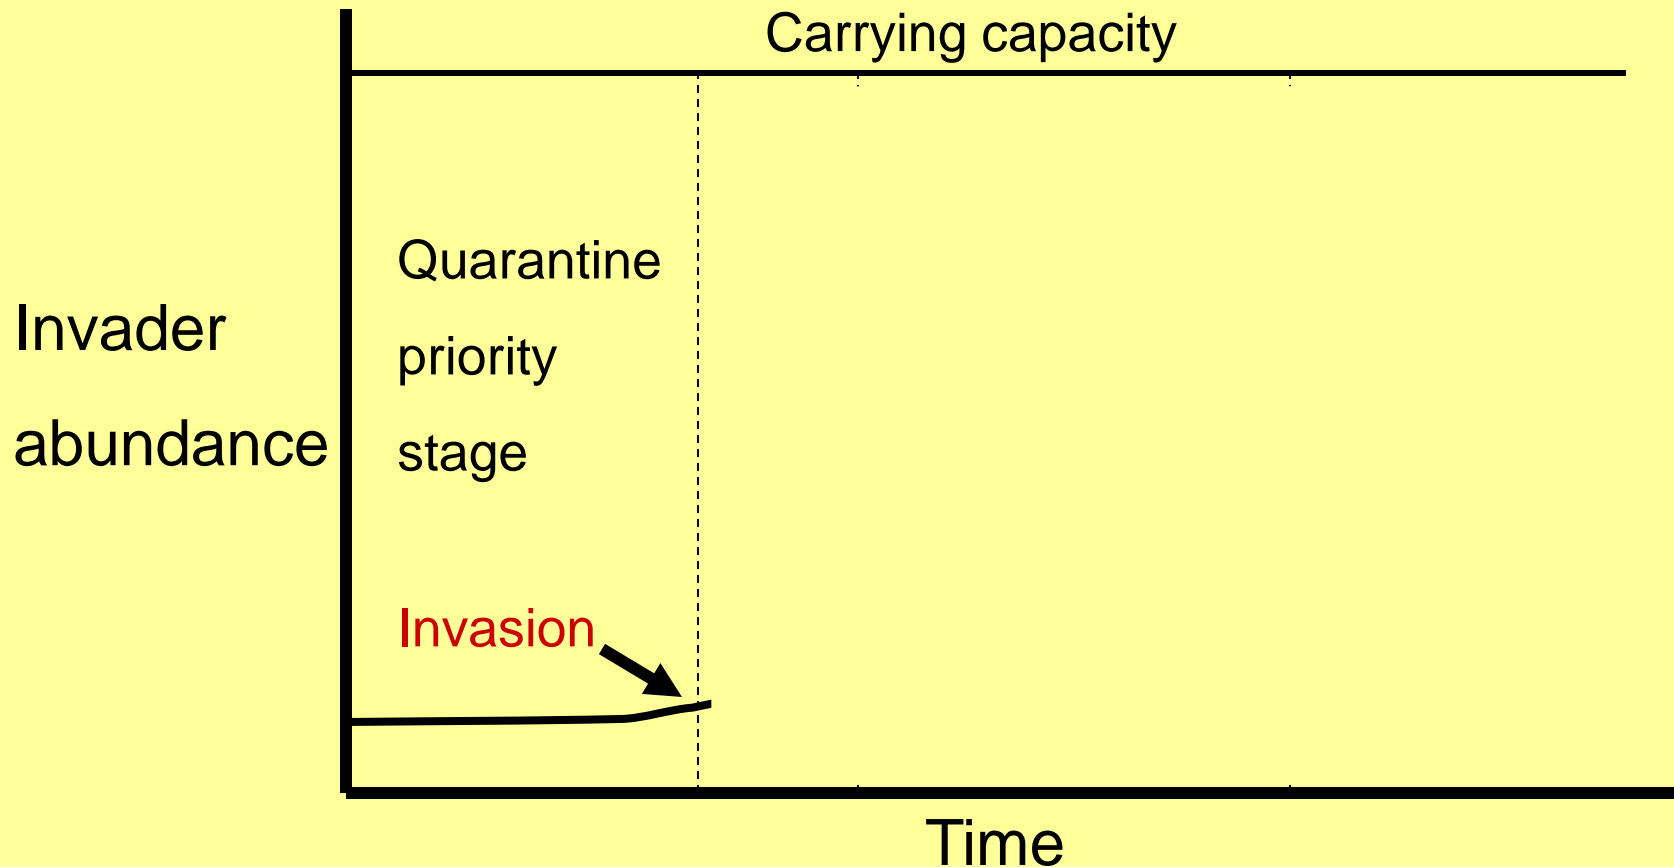 Carrying capacity
Quarantine
priority
stage
Invader
abundance
Invasion
Time